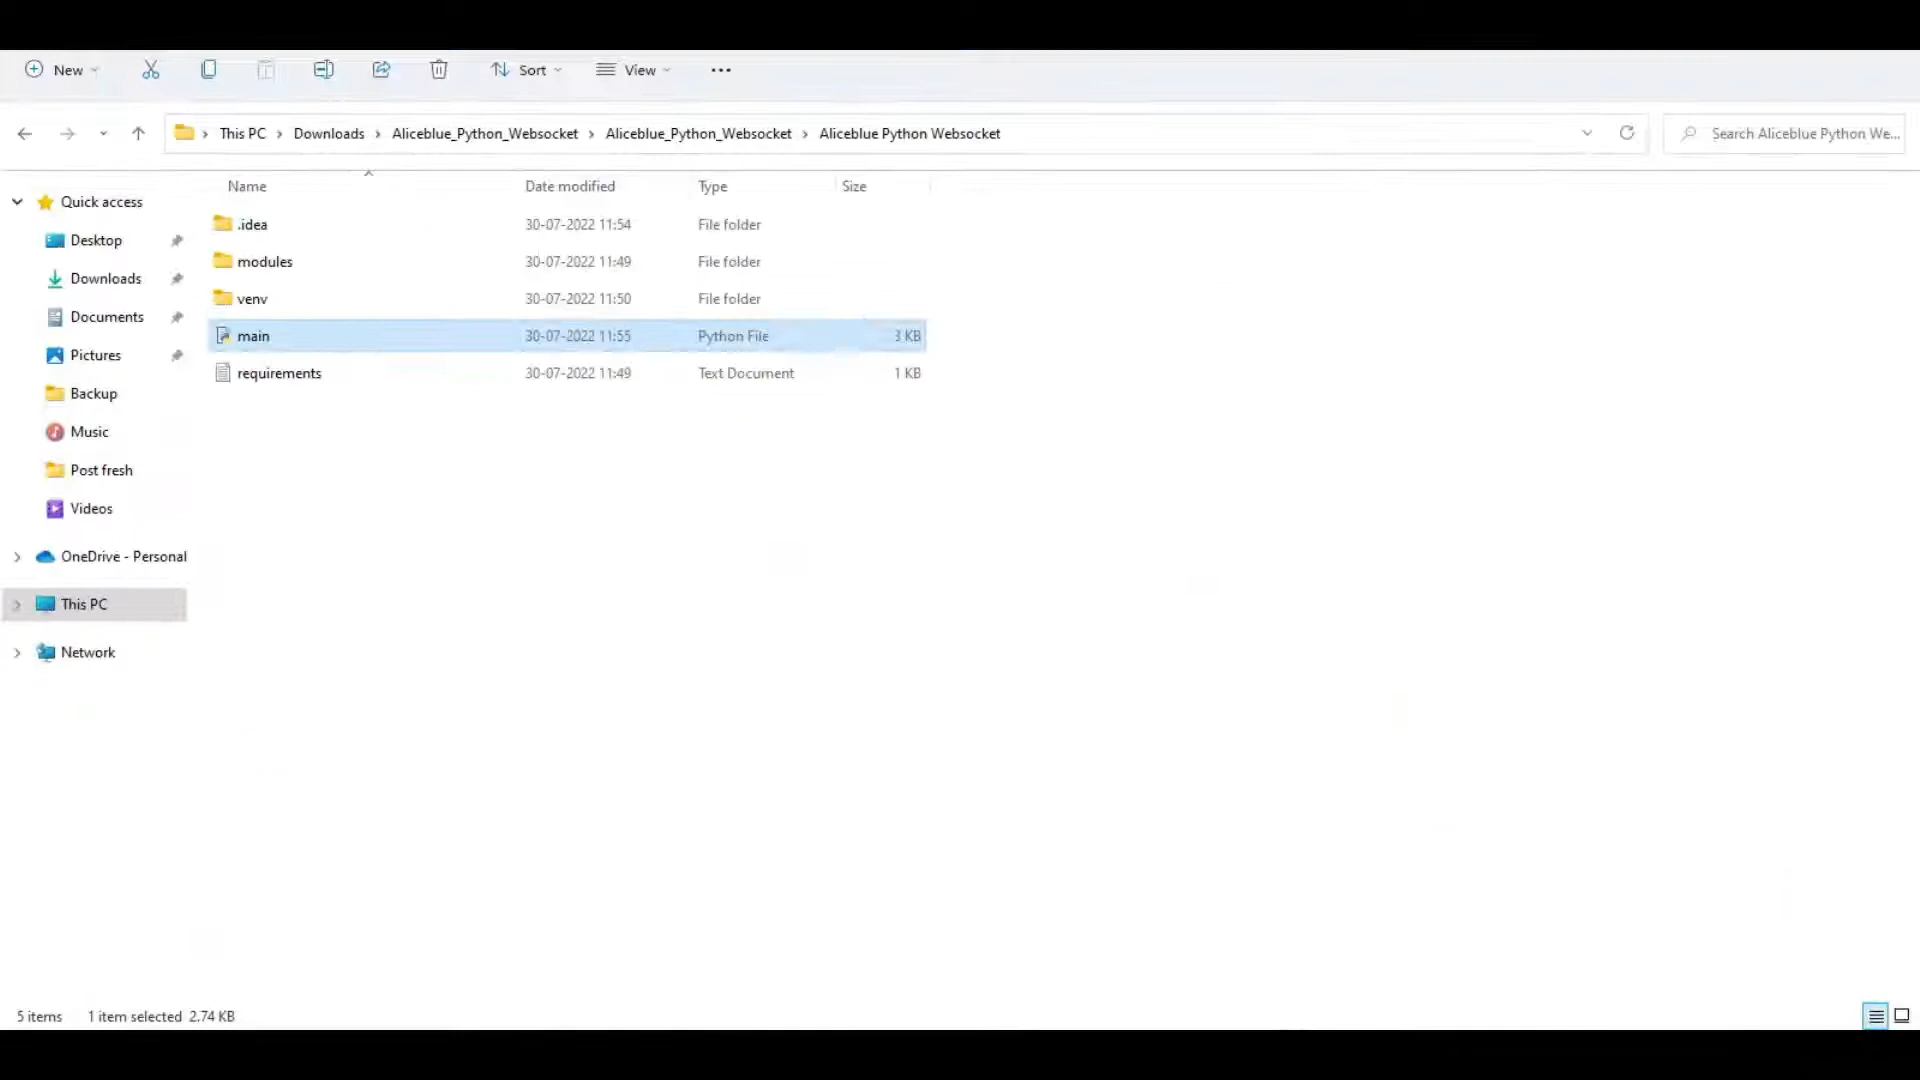 New Sort View
This PC Downloads Aliceblue_Python_Websocket Aliceblue_Python_Websocket Aliceblue Python Websocket Search Aliceblue Python We...
Name Date modified Type Size
Quick access
Desktop
Downloads
Documents
Pictures
Backup
Music
Post fresh
Videos
OneDrive - Personal
This PC
Network
.idea 30-07-2022 11:54 File folder
modules 30-07-2022 11:49 File folder
venv 30-07-2022 11:50 File folder
main 30-07-2022 11:55 Python File 3 KB
requirements 30-07-2022 11:49 Text Document 1 KB
5 items 1 item selected 2.74 KB